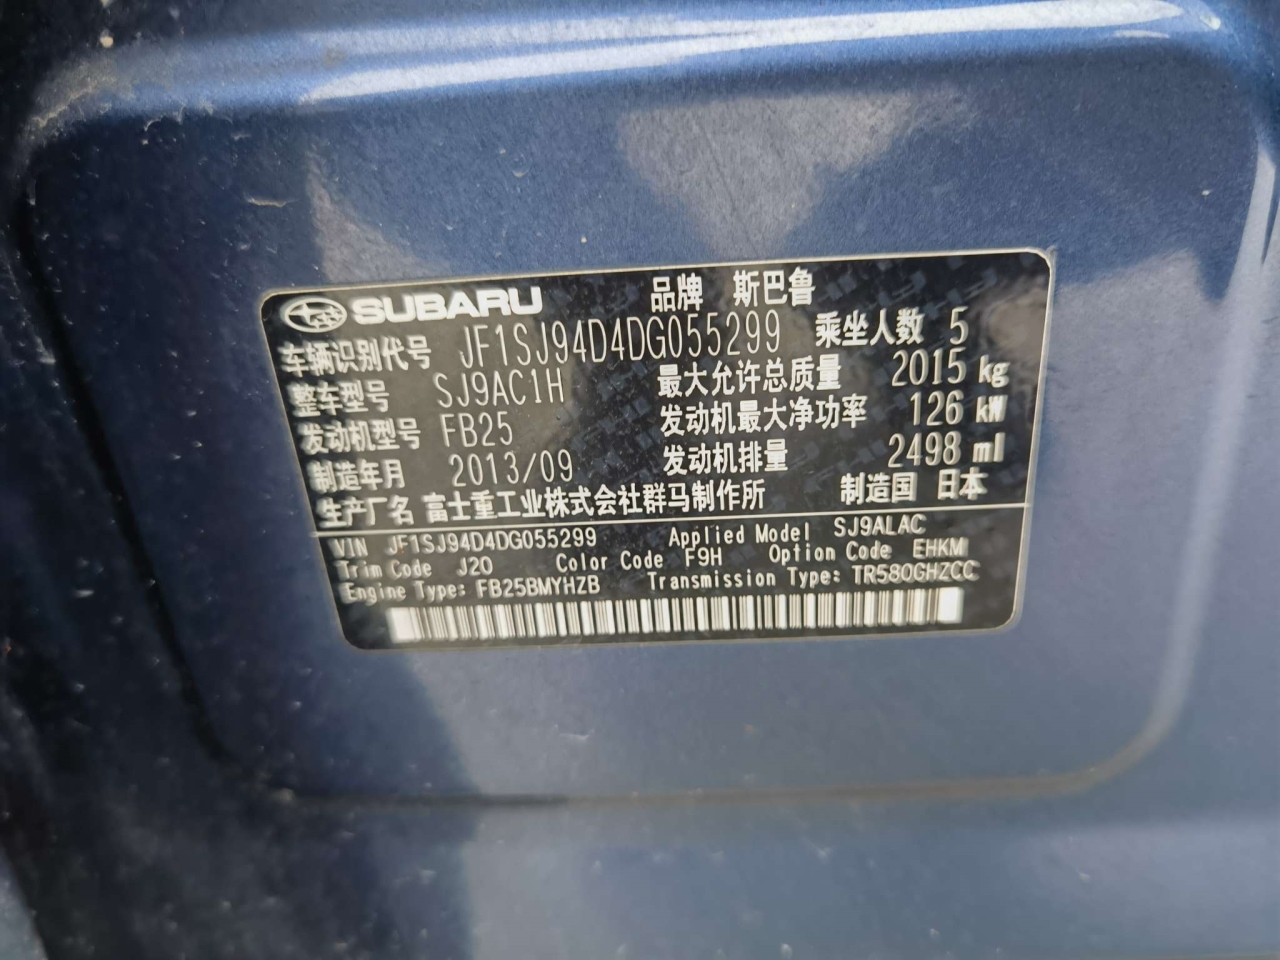 SUBARU 品牌 斯巴鲁
车辆识别代号 JF1SJ94D4DG055299 乘坐人数 5
整车型号 SJ9AC1H 最大允许总质量 2015 kg
发动机型号 FB25 发动机最大净功率 126 kW
制造年月 2013/09 发动机排量 2498 ml
生产厂名 富士重工业株式会社群马制作所 制造国 日本
VIN JF1SJ94D4DG055299 Applied Model SJ9ALAC
Trim Code J20 Color Code F9H Option Code EHKM
Engine Type: FB25BMYHZB Transmission Type: TR580GHZCC